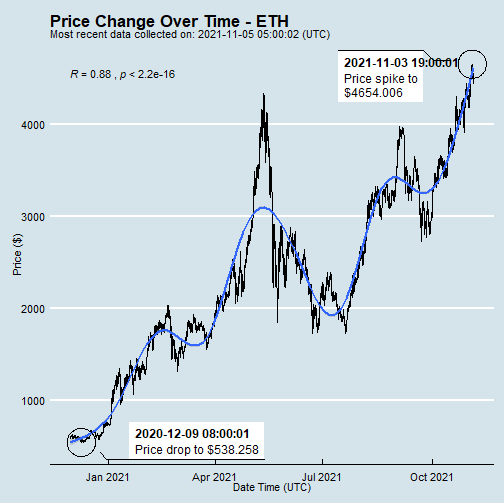 Price Change Over Time - ETH
Most recent data collected on: 2021-11-05 05:00:02 (UTC)
2021-11-03 19:00:01
Price spike to
$4654.006
R = 0.88 , p < 2.2e-16
4000
3000
2000
1000
Price ($)
2020-12-09 08:00:01
Price drop to $538.258
Jan 2021
Apr 2021
Jul 2021
Oct 2021
Date Time (UTC)